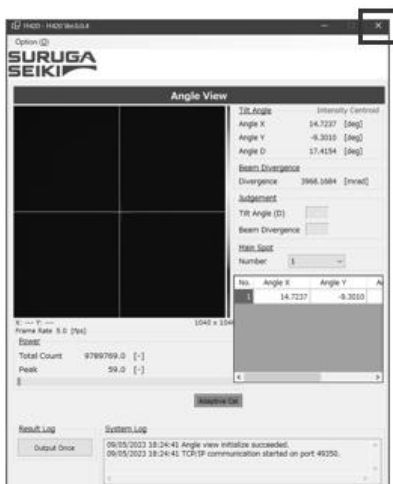 H420 - H420 Ver.5.0.4
Option (O)
SURUGA
SEIKI
Angle View
Tilt Angle Intensity Centroid
Angle X 14.7237 [deg]
Angle Y -9.3010 [deg]
Angle D 17.4154 [deg]
Beam Divergence
Divergence 3968.1684 [mrad]
Judgement
Tilt Angle (D)
Beam Divergence
Main Spot
Number 1
No. Angle X Angle Y
1 14.7237 -9.3010
X: --- Y: --- 1040 x
Frame Rate 5.0 [fps]
Power
Total Count 9789769.0 [-]
Peak 59.0 [-]
Adaptive Cal
Result Log System Log
Output Once
09/05/2023 18:24:41 Angle view initialize succeeded.
09/05/2023 18:24:41 TCP/IP communication started on port 49350.